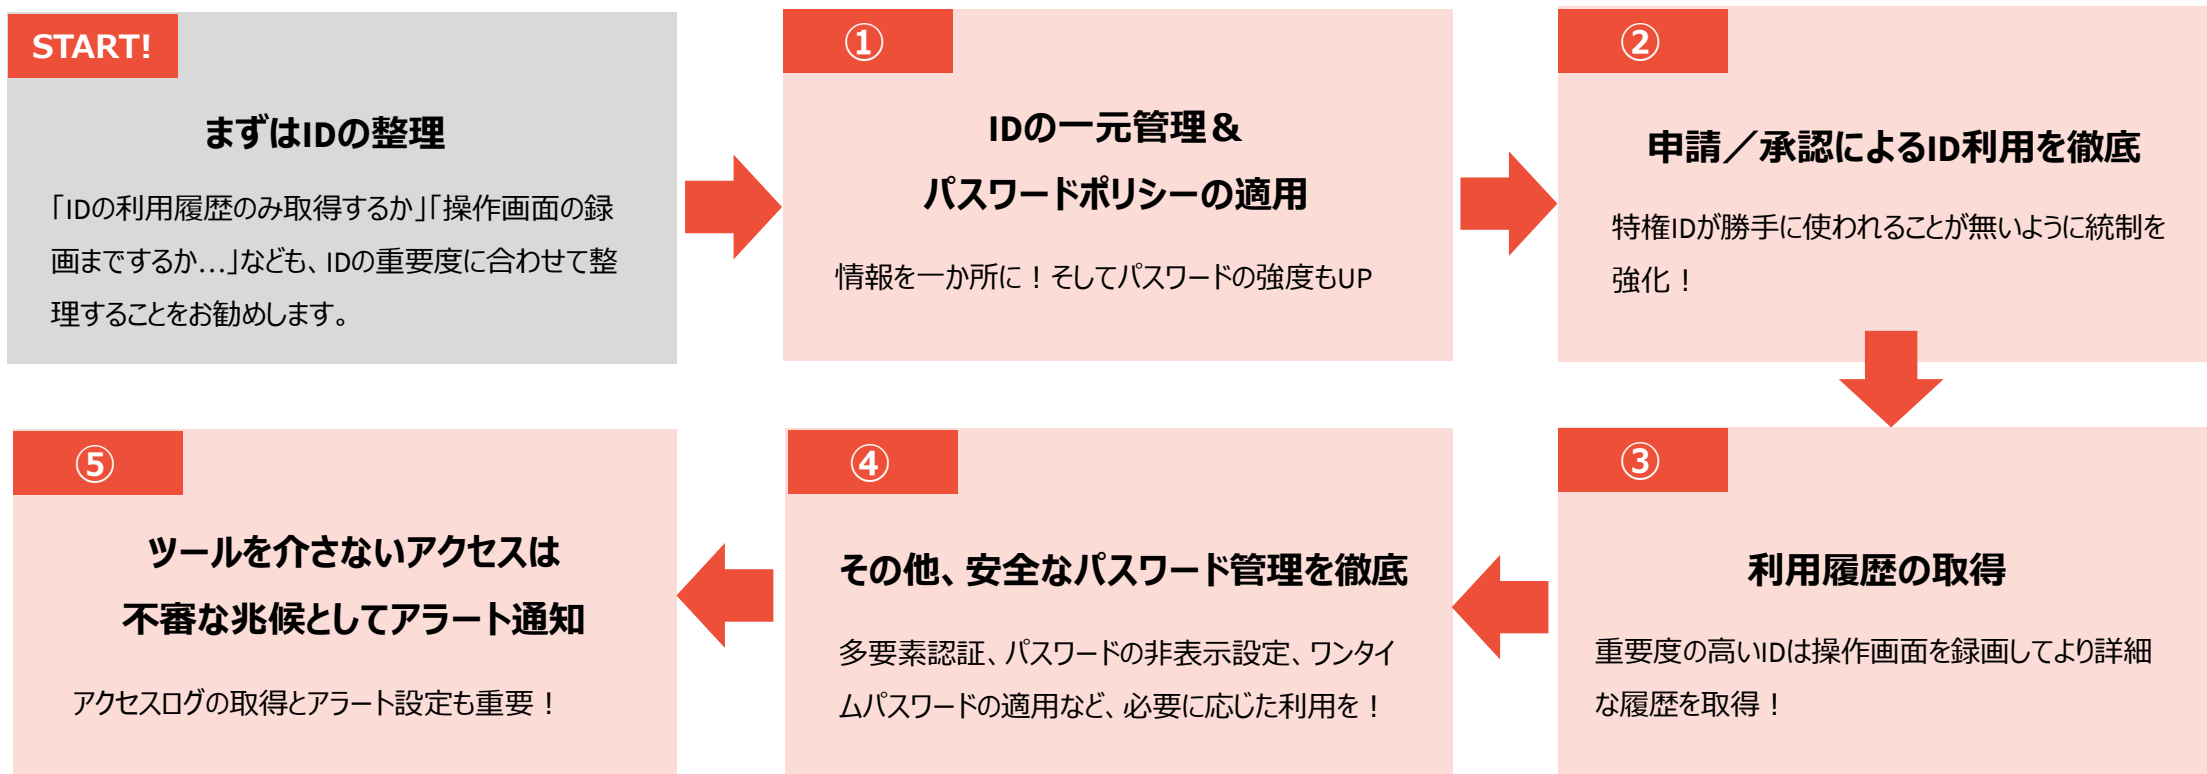 START!
まずはIDの整理
「IDの利用履歴のみ取得するか」「操作画面の録
画までするか…」なども、IDの重要度に合わせて整
理することをお勧めします。
①
IDの一元管理＆
パスワードポリシーの適用
情報を一か所に！そしてパスワードの強度もUP
②
申請／承認によるID利用を徹底
特権IDが勝手に使われることが無いように統制を
強化！
③
利用履歴の取得
重要度の高いIDは操作画面を録画してより詳細
な履歴を取得！
④
その他、安全なパスワード管理を徹底
多要素認証、パスワードの非表示設定、ワンタイ
ムパスワードの適用など、必要に応じた利用を！
⑤
ツールを介さないアクセスは
不審な兆候としてアラート通知
アクセスログの取得とアラート設定も重要！